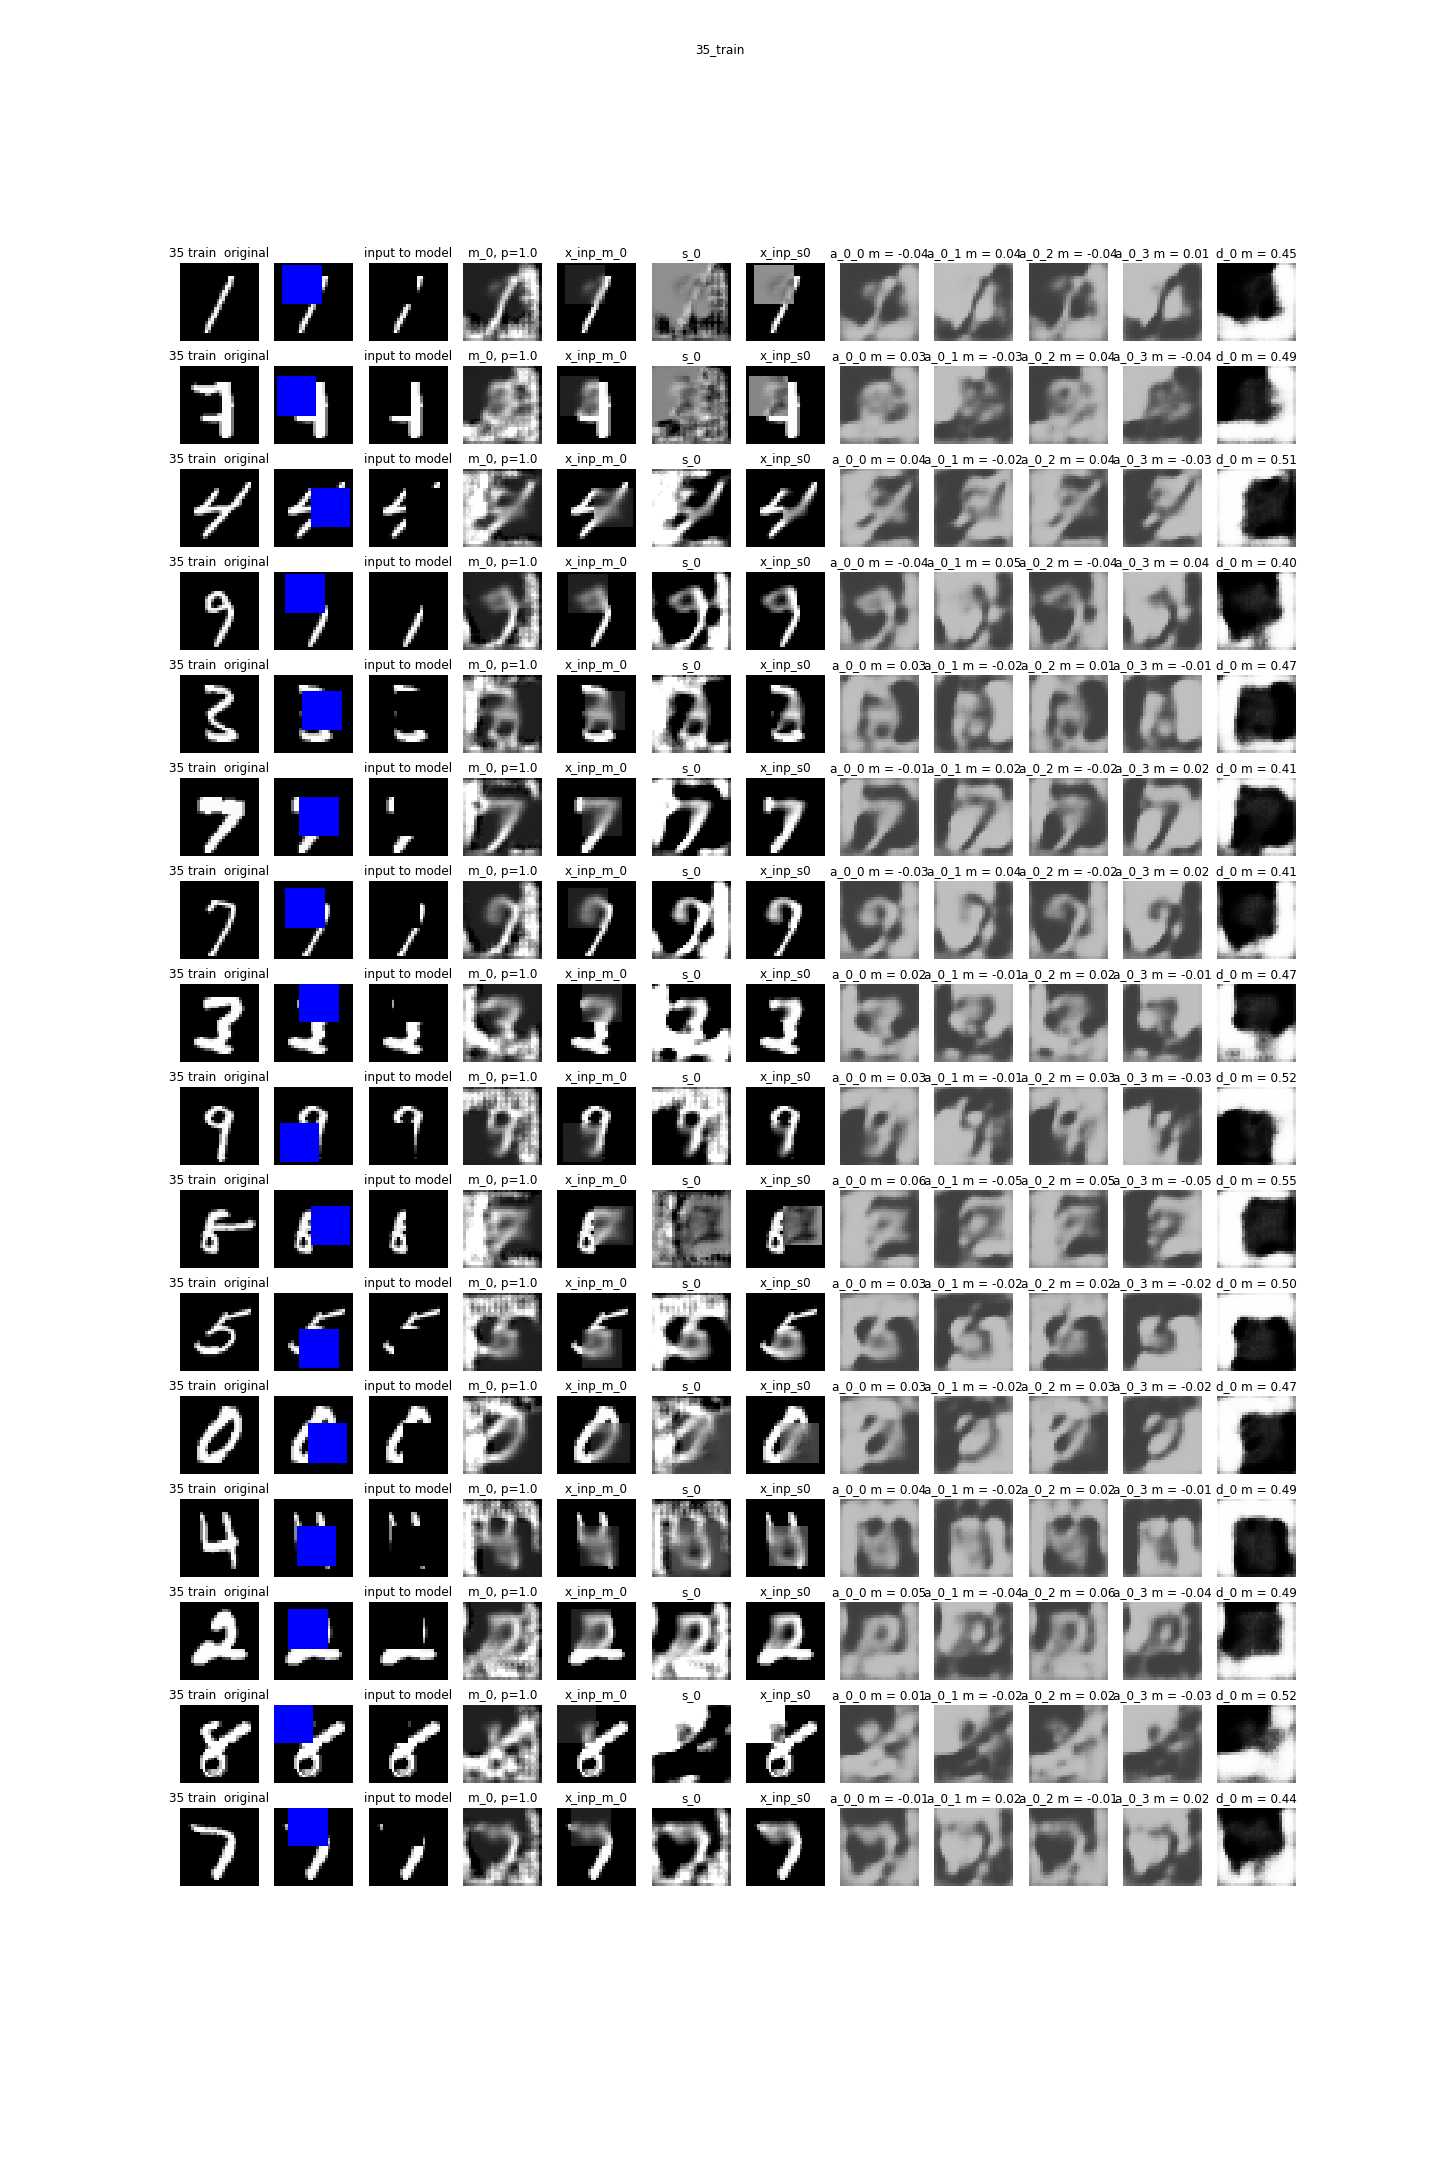 35_train
35 train  original input to model m_0, p=1.0 x_inp_m_0 s_0 x_inp_s0 a_0_0 m = -0.04 a_0_1 m = 0.04 a_0_2 m = -0.04 a_0_3 m = 0.01 d_0 m = 0.45
35 train  original input to model m_0, p=1.0 x_inp_m_0 s_0 x_inp_s0 a_0_0 m = 0.03 a_0_1 m = -0.03 a_0_2 m = 0.04 a_0_3 m = -0.04 d_0 m = 0.49
35 train  original input to model m_0, p=1.0 x_inp_m_0 s_0 x_inp_s0 a_0_0 m = 0.04 a_0_1 m = -0.02 a_0_2 m = 0.04 a_0_3 m = -0.03 d_0 m = 0.51
35 train  original input to model m_0, p=1.0 x_inp_m_0 s_0 x_inp_s0 a_0_0 m = -0.04 a_0_1 m = 0.05 a_0_2 m = -0.04 a_0_3 m = 0.04 d_0 m = 0.40
35 train  original input to model m_0, p=1.0 x_inp_m_0 s_0 x_inp_s0 a_0_0 m = 0.03 a_0_1 m = -0.02 a_0_2 m = 0.01 a_0_3 m = -0.01 d_0 m = 0.47
35 train  original input to model m_0, p=1.0 x_inp_m_0 s_0 x_inp_s0 a_0_0 m = -0.01 a_0_1 m = 0.02 a_0_2 m = -0.02 a_0_3 m = 0.02 d_0 m = 0.41
35 train  original input to model m_0, p=1.0 x_inp_m_0 s_0 x_inp_s0 a_0_0 m = -0.03 a_0_1 m = 0.04 a_0_2 m = -0.02 a_0_3 m = 0.02 d_0 m = 0.41
35 train  original input to model m_0, p=1.0 x_inp_m_0 s_0 x_inp_s0 a_0_0 m = 0.02 a_0_1 m = -0.01 a_0_2 m = 0.02 a_0_3 m = -0.01 d_0 m = 0.47
35 train  original input to model m_0, p=1.0 x_inp_m_0 s_0 x_inp_s0 a_0_0 m = 0.03 a_0_1 m = -0.01 a_0_2 m = 0.03 a_0_3 m = -0.03 d_0 m = 0.52
35 train  original input to model m_0, p=1.0 x_inp_m_0 s_0 x_inp_s0 a_0_0 m = 0.06 a_0_1 m = -0.05 a_0_2 m = 0.05 a_0_3 m = -0.05 d_0 m = 0.55
35 train  original input to model m_0, p=1.0 x_inp_m_0 s_0 x_inp_s0 a_0_0 m = 0.03 a_0_1 m = -0.02 a_0_2 m = 0.02 a_0_3 m = -0.02 d_0 m = 0.50
35 train  original input to model m_0, p=1.0 x_inp_m_0 s_0 x_inp_s0 a_0_0 m = 0.03 a_0_1 m = -0.02 a_0_2 m = 0.03 a_0_3 m = -0.02 d_0 m = 0.47
35 train  original input to model m_0, p=1.0 x_inp_m_0 s_0 x_inp_s0 a_0_0 m = 0.04 a_0_1 m = -0.02 a_0_2 m = 0.02 a_0_3 m = -0.01 d_0 m = 0.49
35 train  original input to model m_0, p=1.0 x_inp_m_0 s_0 x_inp_s0 a_0_0 m = 0.05 a_0_1 m = -0.04 a_0_2 m = 0.06 a_0_3 m = -0.04 d_0 m = 0.49
35 train  original input to model m_0, p=1.0 x_inp_m_0 s_0 x_inp_s0 a_0_0 m = 0.01 a_0_1 m = -0.02 a_0_2 m = 0.02 a_0_3 m = -0.03 d_0 m = 0.52
35 train  original input to model m_0, p=1.0 x_inp_m_0 s_0 x_inp_s0 a_0_0 m = -0.01 a_0_1 m = 0.02 a_0_2 m = -0.01 a_0_3 m = 0.02 d_0 m = 0.44